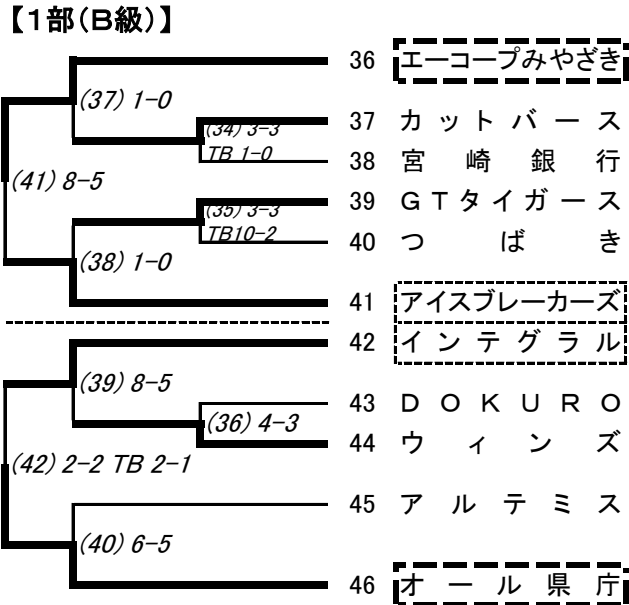 【1部(B級)】
36 エーコープみやざき
(37) 1-0
37 カットバース
(34) 3-3
TB 1-0
38 宮崎銀行
(41) 8-5
39 GTタイガース
(35) 3-3
TB10-2
40 つばき
(38) 1-0
41 アイスブレーカーズ
42 インテグラル
(39) 8-5
43 DOKURO
(36) 4-3
44 ウィンズ
(42) 2-2 TB 2-1
45 アルテミス
(40) 6-5
46 オール県庁